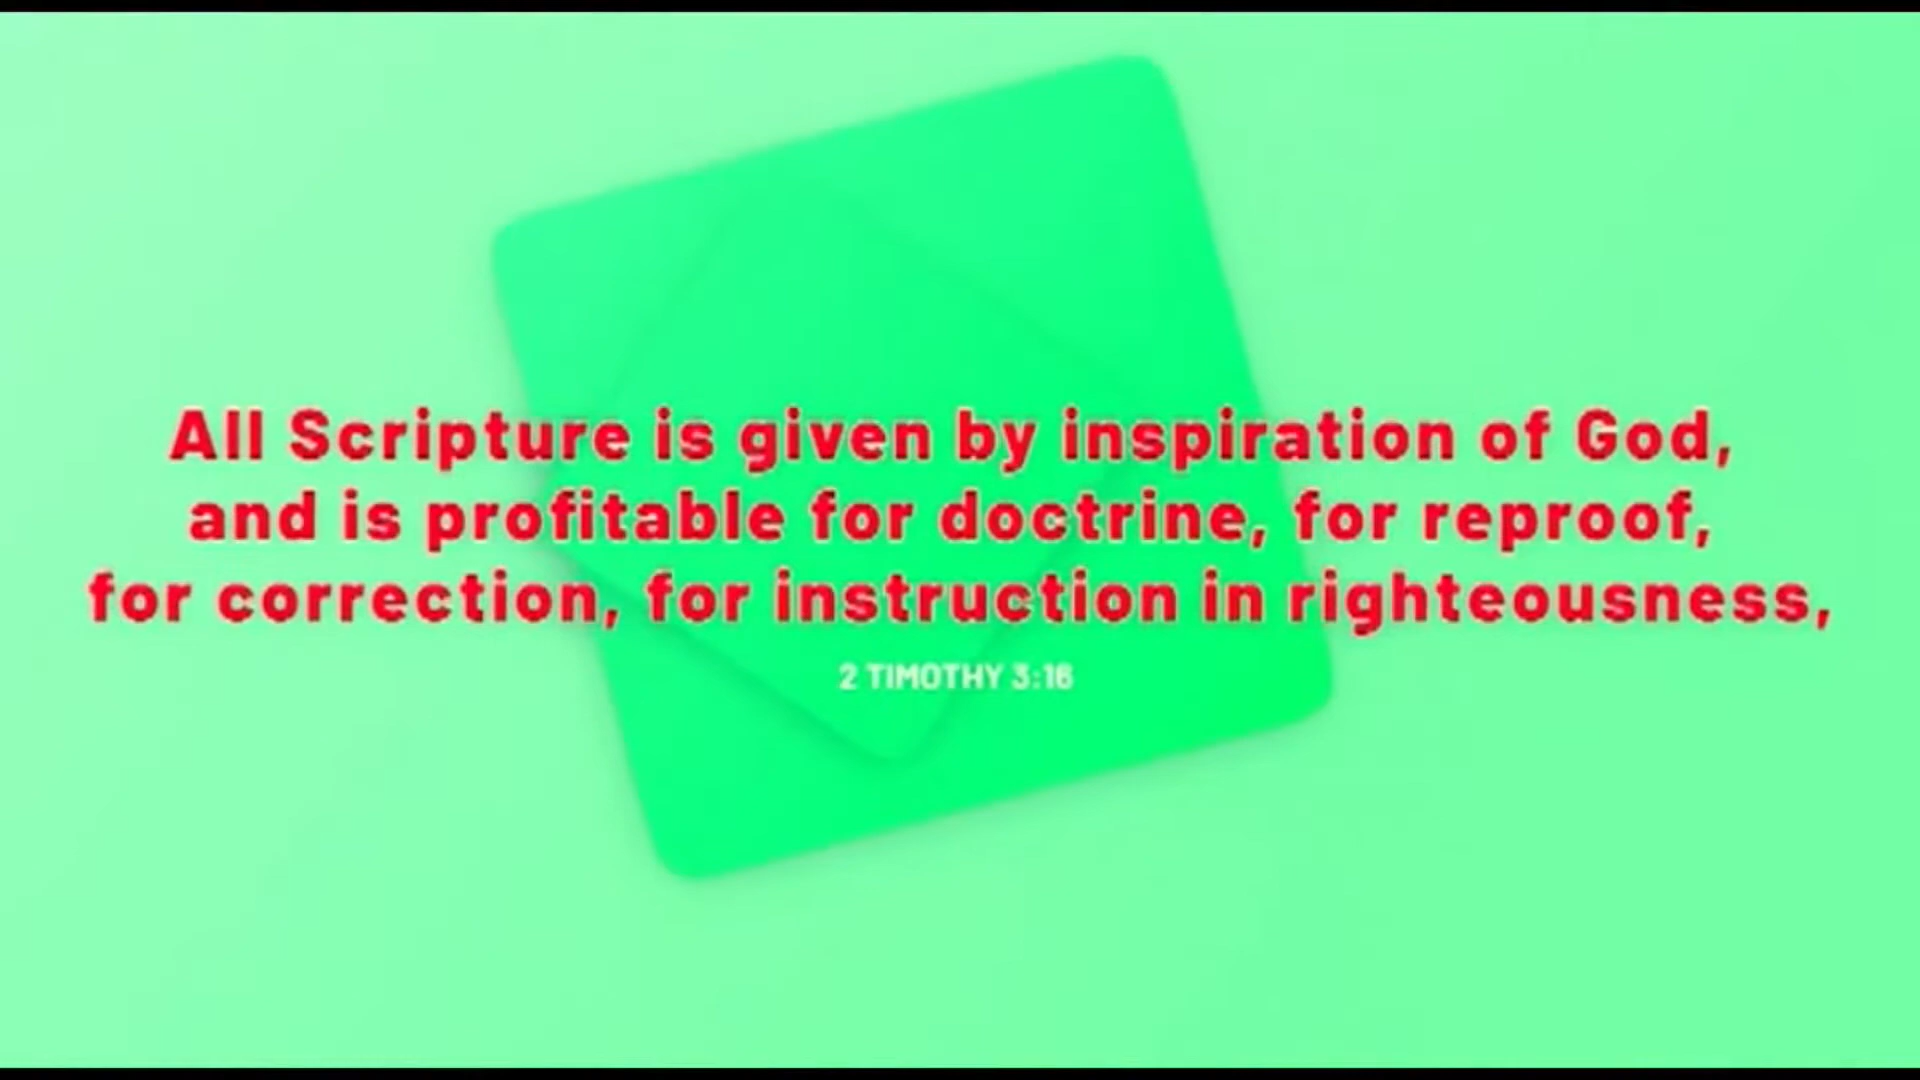 All Scripture is given by inspiration of God,
and is profitable for doctrine, for reproof,
for correction, for instruction in righteousness,
2 TIMOTHY 3:16